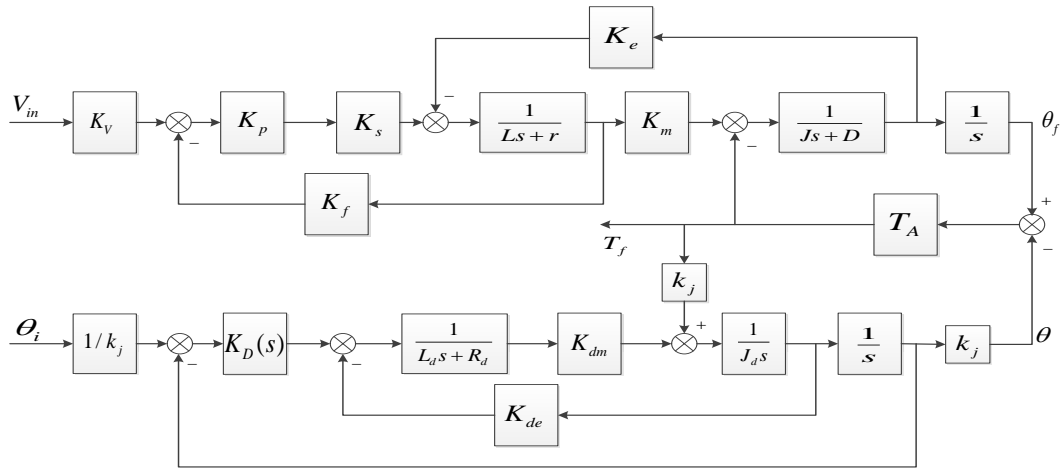 K_e
V_in
K_V
K_p
K_s
1/(Ls+r)
K_m
1/(Js+D)
1/s
θ_f
−
−
−
K_f
+
T_A
−
T_f
k_j
θ_i
1/k_j
K_D(s)
1/(L_d s+R_d)
K_dm
+
1/(J_d s)
1/s
k_j
θ
−
−
K_de